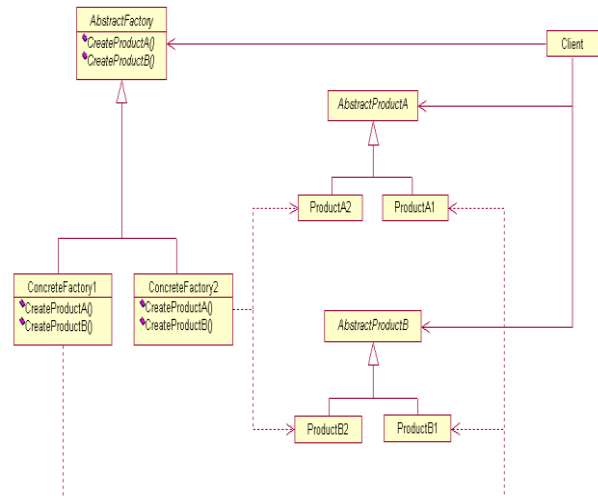 AbstractFactory
CreateProductA()
CreateProductB()
Client
AbstractProductA
ProductA2
ProductA1
ConcreteFactory1
CreateProductA()
CreateProductB()
ConcreteFactory2
CreateProductA()
CreateProductB()
AbstractProductB
ProductB2
ProductB1